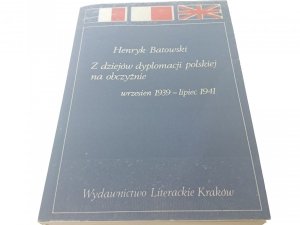 Henryk Batowski
Z dziejów dyplomacji polskiej
na obczyźnie
wrzesień 1939 – lipiec 1941
Wydawnictwo Literackie Kraków